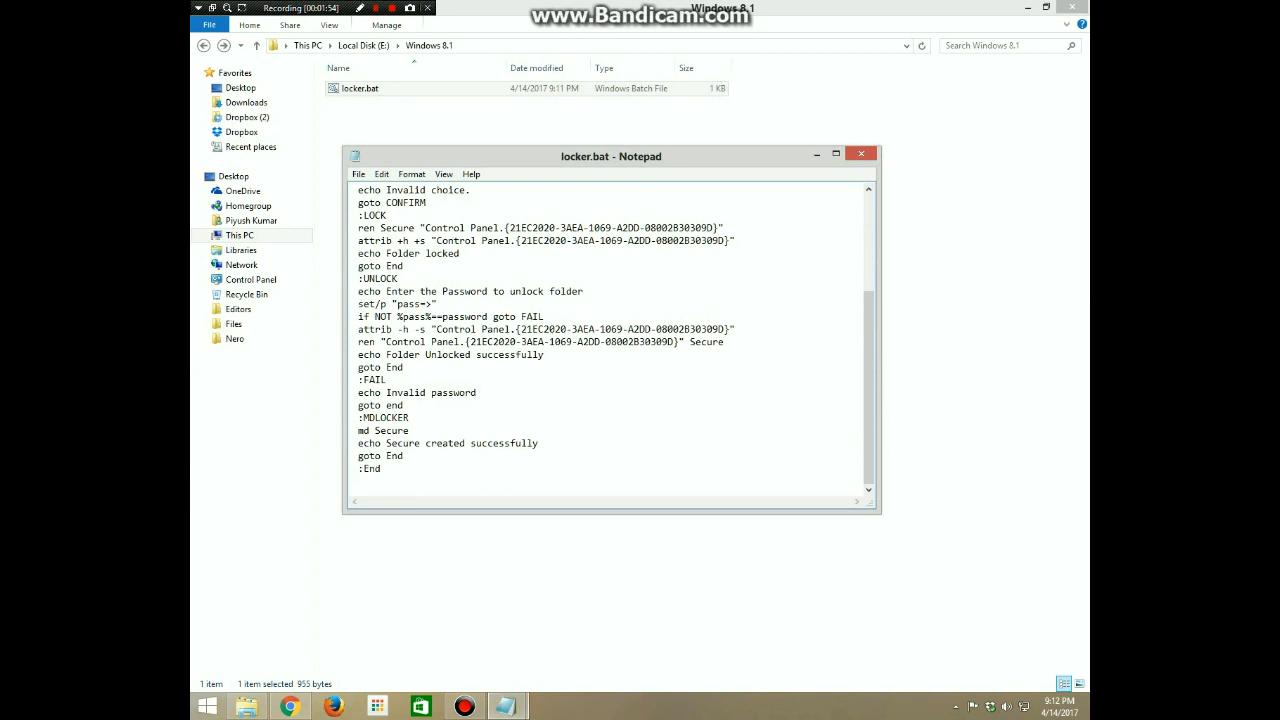 Recording [00:01:54]
www.Bandicam.com
Windows 8.1
File Home Share View Manage
This PC Local Disk (E:) Windows 8.1
Search Windows 8.1
Name Date modified Type Size
locker.bat 4/14/2017 9:11 PM Windows Batch File 1 KB
Favorites
Desktop
Downloads
Dropbox (2)
Dropbox
Recent places
Desktop
OneDrive
Homegroup
Piyush Kumar
This PC
Libraries
Network
Control Panel
Recycle Bin
Editors
Files
Nero
locker.bat - Notepad
File Edit Format View Help
echo Invalid choice.
goto CONFIRM
:LOCK
ren Secure "Control Panel.{21EC2020-3AEA-1069-A2DD-08002B30309D}"
attrib +h +s "Control Panel.{21EC2020-3AEA-1069-A2DD-08002B30309D}"
echo Folder locked
goto End
:UNLOCK
echo Enter the Password to unlock folder
set/p "pass=>"
if NOT %pass%==password goto FAIL
attrib -h -s "Control Panel.{21EC2020-3AEA-1069-A2DD-08002B30309D}"
ren "Control Panel.{21EC2020-3AEA-1069-A2DD-08002B30309D}" Secure
echo Folder Unlocked successfully
goto End
:FAIL
echo Invalid password
goto end
:MDLOCKER
md Secure
echo Secure created successfully
goto End
:End
1 item 1 item selected 955 bytes
9:12 PM
4/14/2017